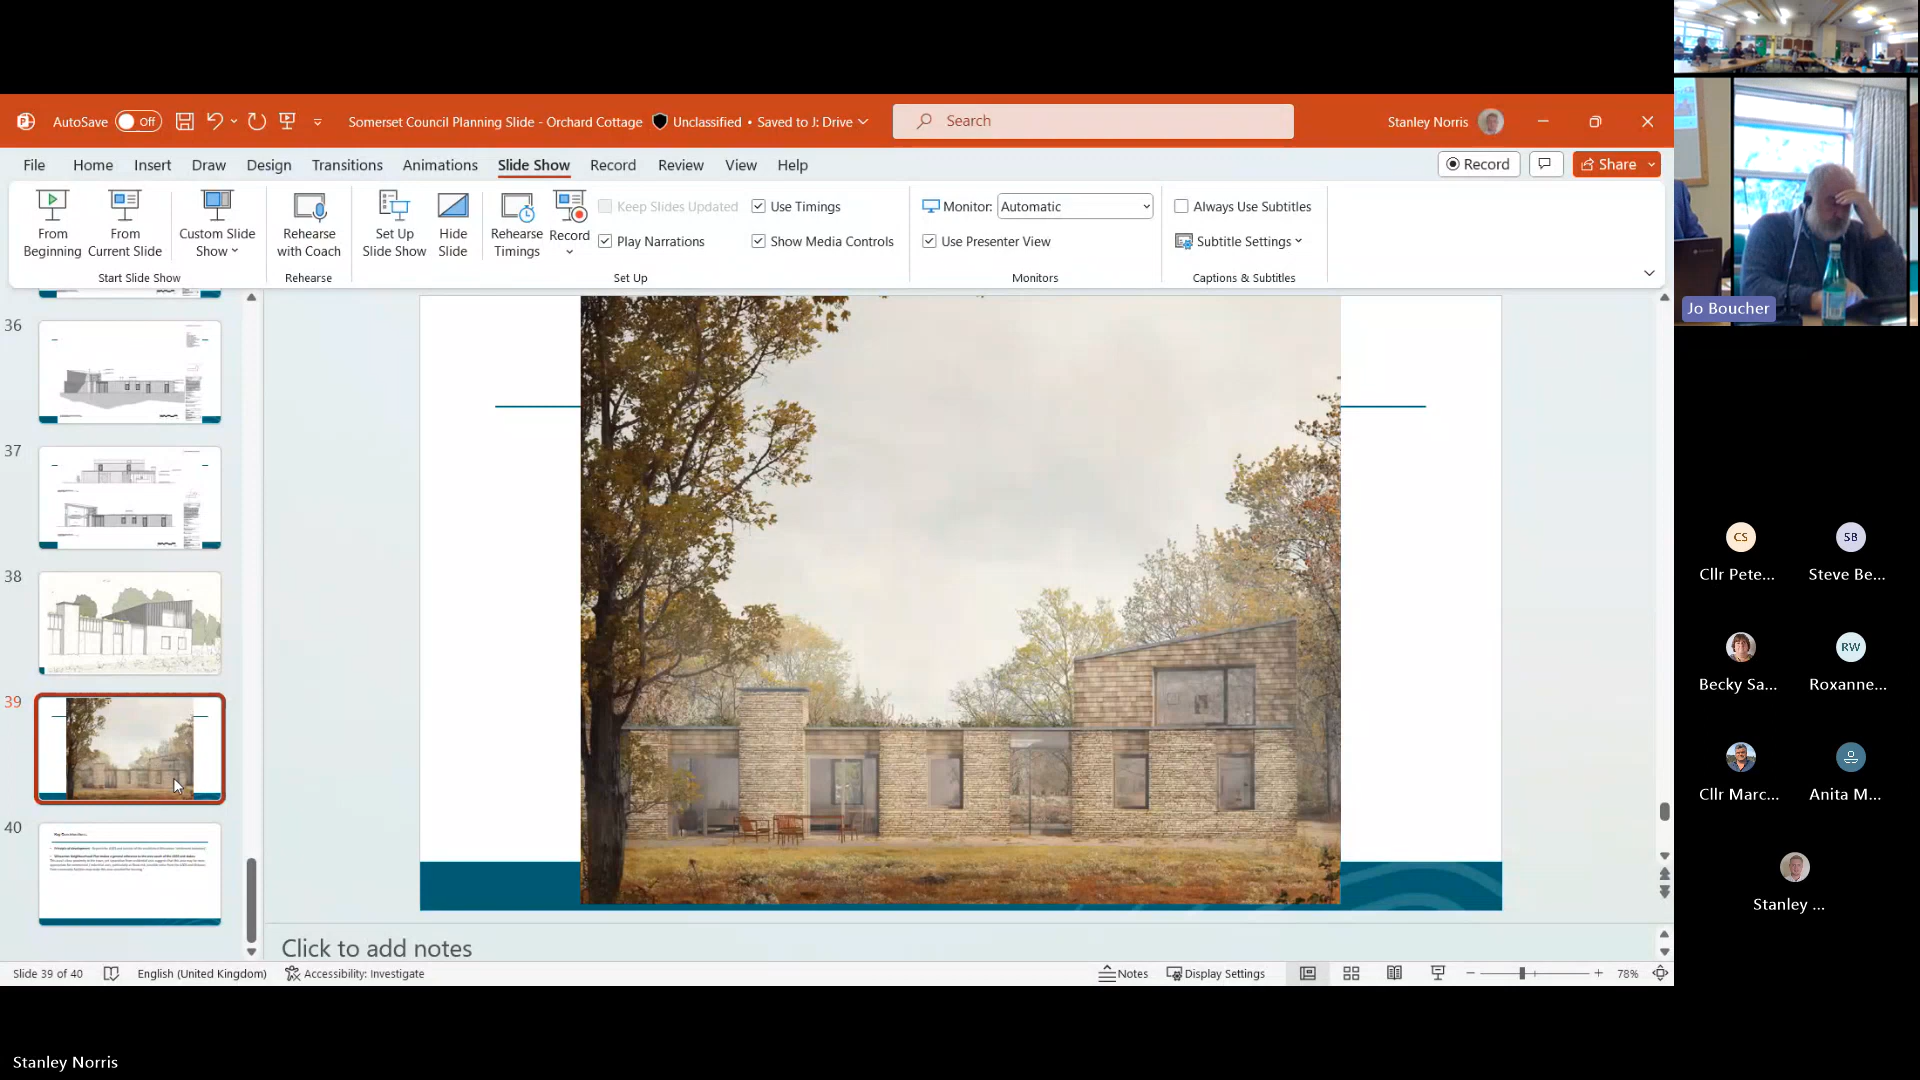 AutoSave Off
Somerset Council Planning Slide - Orchard Cottage Unclassified • Saved to J: Drive
Search
Stanley Norris
File Home Insert Draw Design Transitions Animations Slide Show Record Review View Help
Record
Share
From Beginning
From Current Slide
Custom Slide Show
Start Slide Show
Rehearse with Coach
Rehearse
Set Up Slide Show
Hide Slide
Rehearse Timings
Record
Keep Slides Updated
Use Timings
Play Narrations
Show Media Controls
Set Up
Monitor: Automatic
Use Presenter View
Monitors
Always Use Subtitles
Subtitle Settings
Captions & Subtitles
36
37
38
39
40
Click to add notes
Slide 39 of 40
English (United Kingdom)
Accessibility: Investigate
Notes
Display Settings
78%
Jo Boucher
CS
Cllr Pete...
SB
Steve Be...
Becky Sa...
RW
Roxanne...
Cllr Marc...
Anita M...
Stanley ...
Stanley Norris